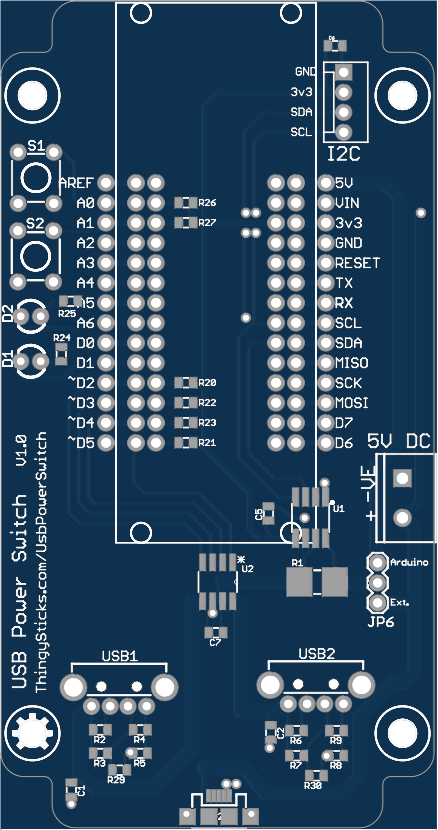 GND
3v3
SDA
SCL
I2C
S1
S2
D2
D1
R25
R24
AREF
A0
A1
A2
A3
A4
A5
A6
D0
D1
~D2
~D3
~D4
~D5
R26
R27
R20
R22
R23
R21
5V
VIN
3v3
GND
RESET
TX
RX
SCL
SDA
MISO
SCK
MOSI
D7
D6
5V DC
+ -VE
USB Power Switch V1.0
ThingySticks.com/UsbPowerSwitch
C5
U1
U2
R1
C7
Arduino
Ext.
JP6
USB1
USB2
R2
R4
R3
R5
R29
C1
C2
R6
R9
R7
R8
R30